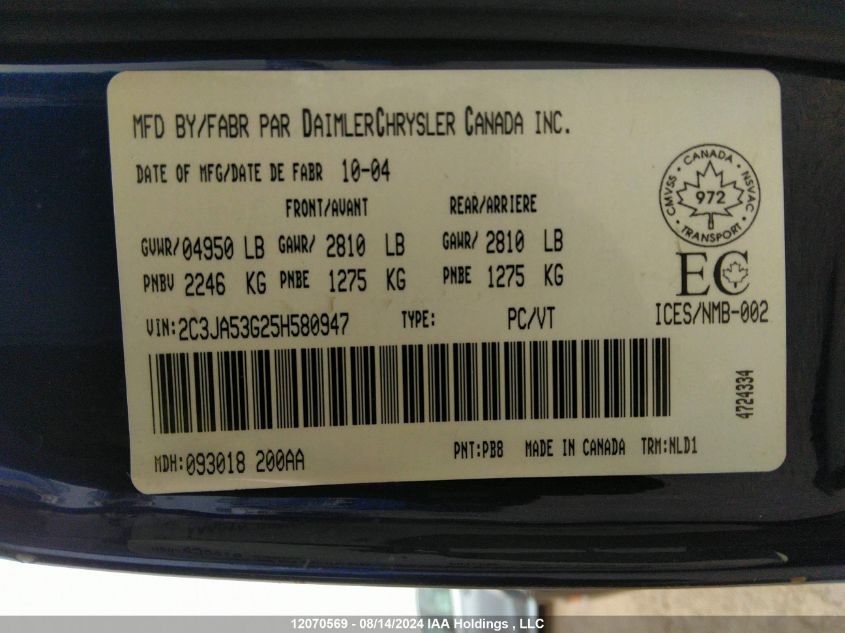 MFD BY/FABR PAR DAIMLERCHRYSLER CANADA INC.
DATE OF MFG/DATE DE FABR 10-04
FRONT/AVANT REAR/ARRIERE
GVWR/04950 LB GAWR/ 2810 LB GAWR/2810 LB
PNBV 2246 KG PNBE 1275 KG PNBE 1275 KG
CANADA
CMVSS 972 NSVAC
TRANSPORT
EC
ICES/NMB-002
VIN:2C3JA53G25H580947 TYPE: PC/VT
4724334
MDH:093018 200AA PNT:PB8 MADE IN CANADA TRM:NLD1
12070569 - 08/14/2024 IAA Holdings , LLC